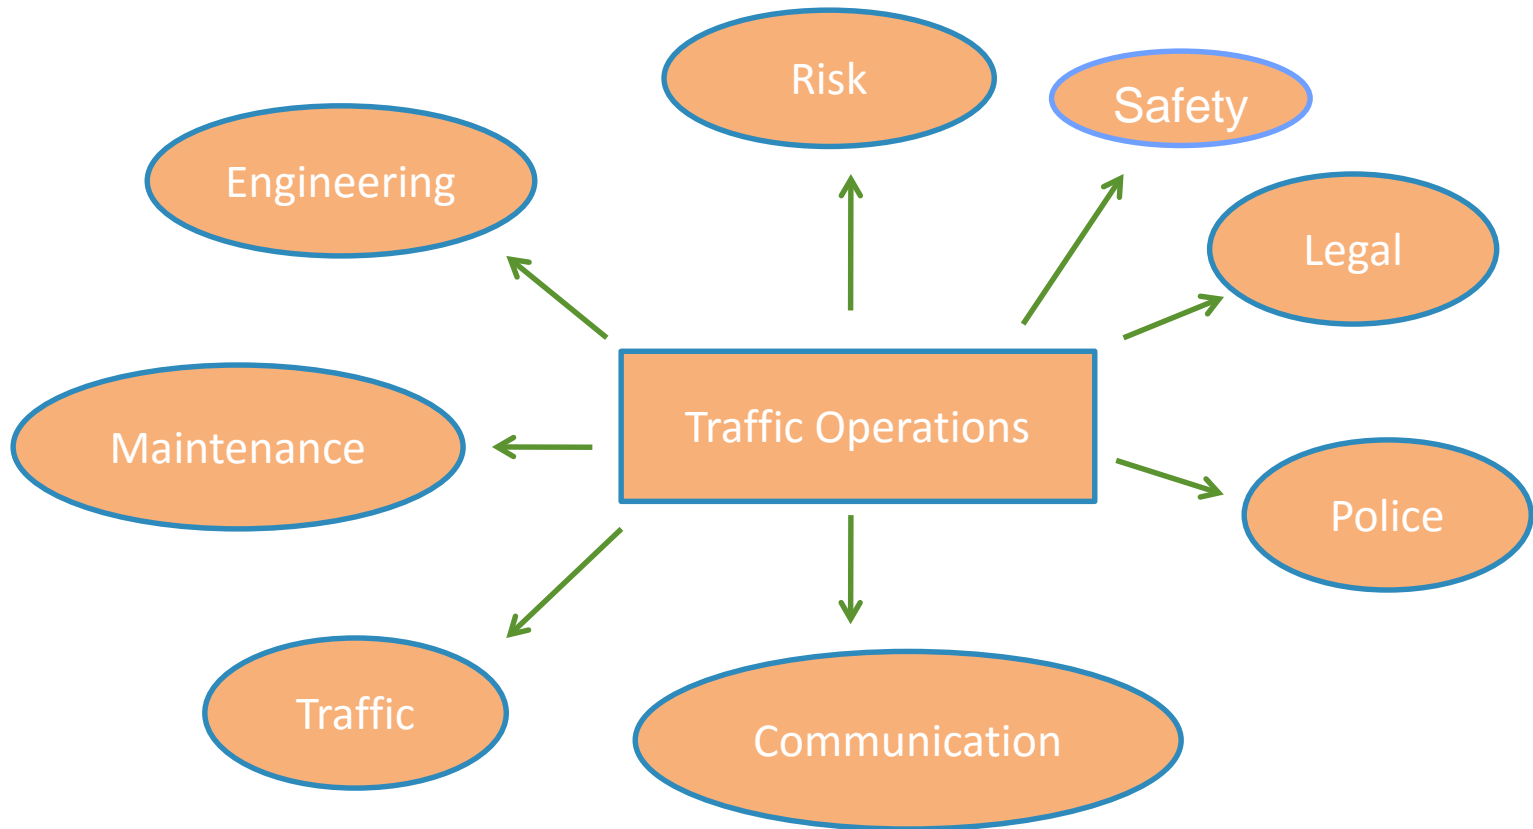 Risk
Safety
Engineering
Legal
Traffic Operations
Maintenance
Police
Traffic
Communication